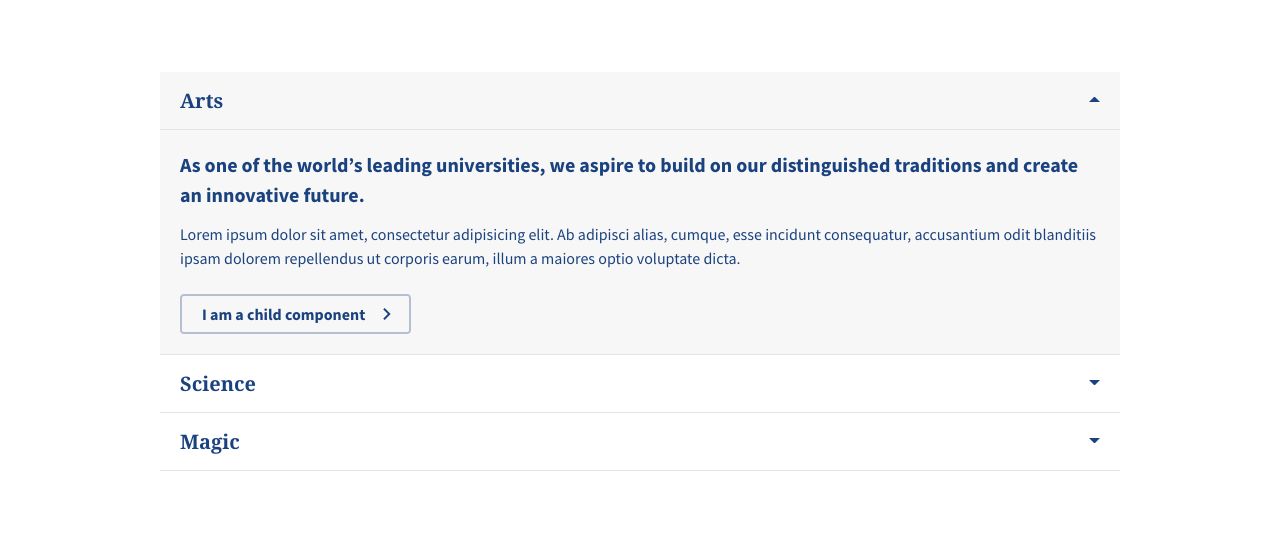 Arts
As one of the world’s leading universities, we aspire to build on our distinguished traditions and create
an innovative future.
Lorem ipsum dolor sit amet, consectetur adipisicing elit. Ab adipisci alias, cumque, esse incidunt consequatur, accusantium odit blanditiis
ipsam dolorem repellendus ut corporis earum, illum a maiores optio voluptate dicta.
I am a child component
Science
Magic